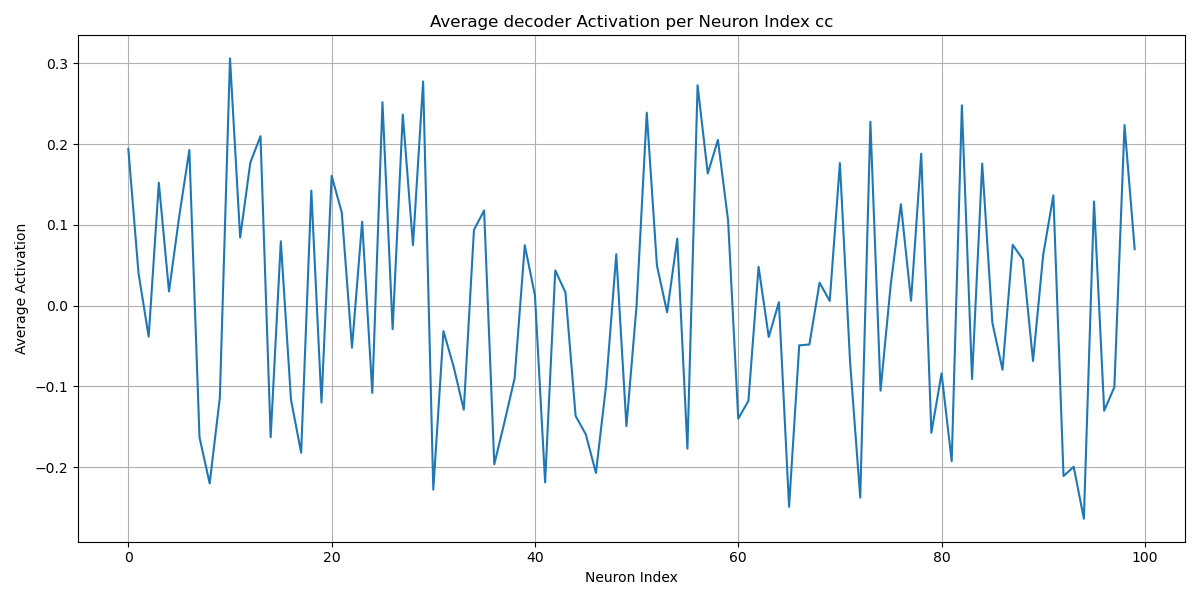 Average decoder Activation per Neuron Index cc
0.3
0.2
0.1
0.0
−0.1
−0.2
Average Activation
0 20 40 60 80 100
Neuron Index